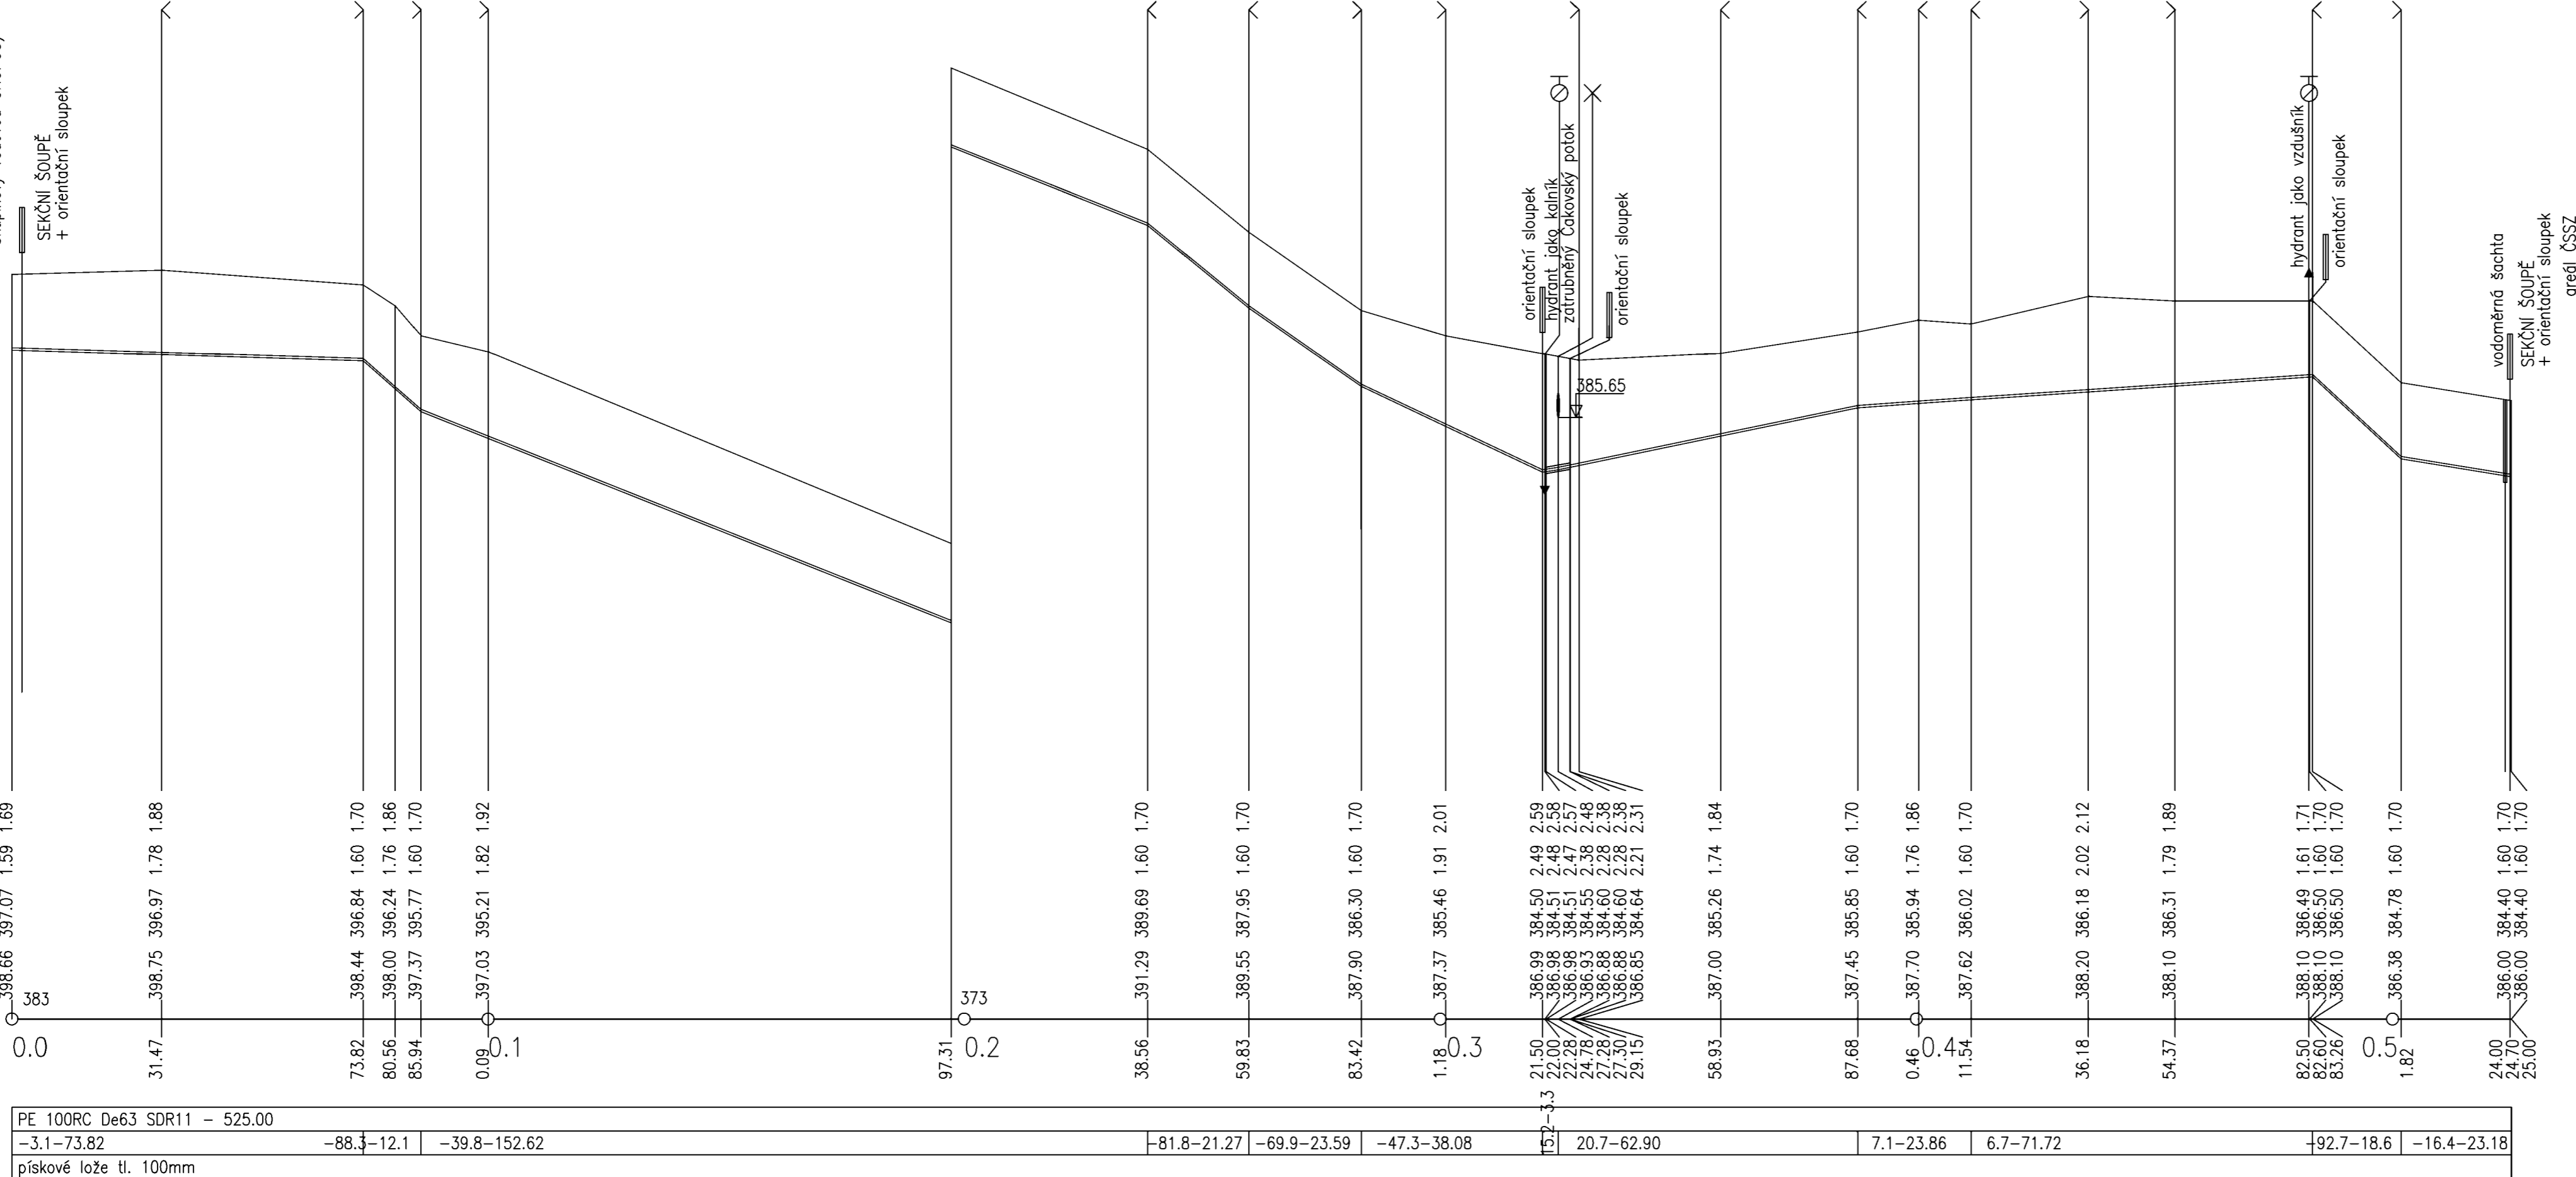 SEKČNÍ ŠOUPĚ
+ orientační sloupek
orientační sloupek
hydrant jako kalník
zatrubněný Čakovský potok
orientační sloupek
385.65
hydrant jako vzdušník
orientační sloupek
vodoměrná šachta
SEKČNÍ ŠOUPĚ
+ orientační sloupek
areál ČSSZ
398.66 397.07 1.59 1.69
398.75 396.97 1.78 1.88
398.44 396.84 1.60 1.70
398.00 396.24 1.76 1.86
397.37 395.77 1.60 1.70
397.03 395.21 1.82 1.92
391.29 389.69 1.60 1.70
389.55 387.95 1.60 1.70
387.90 386.30 1.60 1.70
387.37 385.46 1.91 2.01
386.99 384.50 2.49 2.59
386.98 384.51 2.48 2.58
386.98 384.51 2.47 2.57
386.93 384.55 2.38 2.48
386.88 384.60 2.28 2.38
386.88 384.60 2.28 2.38
386.85 384.64 2.21 2.31
387.00 385.26 1.74 1.84
387.45 385.85 1.60 1.70
387.70 385.94 1.76 1.86
387.62 386.02 1.60 1.70
388.20 386.18 2.02 2.12
388.10 386.31 1.79 1.89
388.10 386.49 1.61 1.71
388.10 386.50 1.60 1.70
388.10 386.50 1.60 1.70
386.38 384.78 1.60 1.70
386.00 384.40 1.60 1.70
386.00 384.40 1.60 1.70
383
373
0.0
31.47
73.82
80.56
85.94
0.09
0.1
97.31
0.2
38.56
59.83
83.42
1.18
0.3
21.50
22.00
22.28
24.78
27.28
27.30
29.15
58.93
87.68
0.46
0.4
11.54
36.18
54.37
82.50
82.60
83.26
0.5
1.82
24.00
24.70
25.00
PE 100RC De63 SDR11 – 525.00
-3.1-73.82
-88.3-12.1
-39.8-152.62
-81.8-21.27
-69.9-23.59
-47.3-38.08
15.2-3.3
20.7-62.90
7.1-23.86
6.7-71.72
-92.7-18.6
-16.4-23.18
pískové lože tl. 100mm